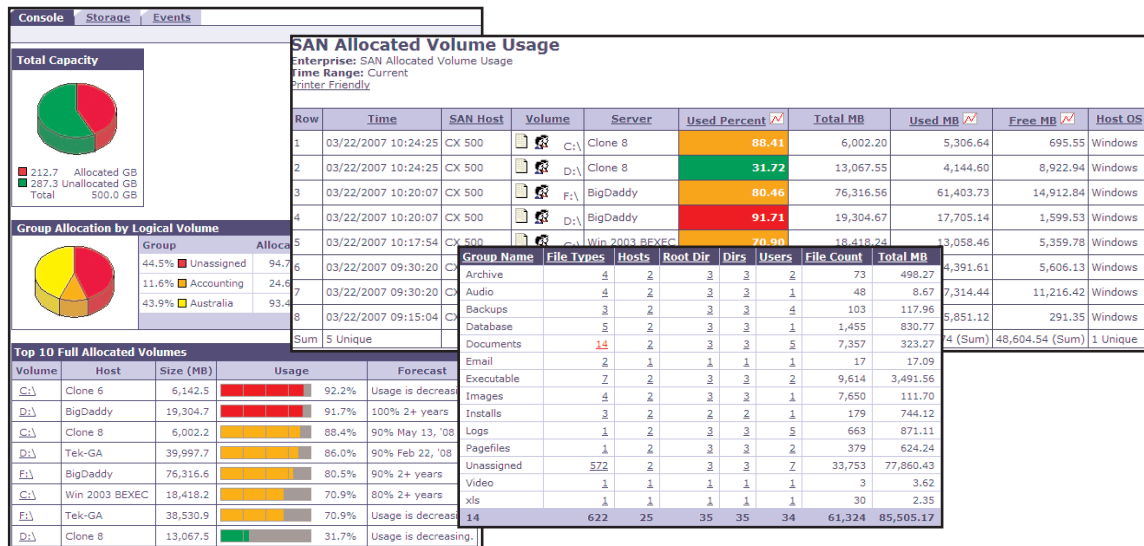 Console Storage Events
Total Capacity
212.7 Allocated GB
287.3 Unallocated GB
Total 500.0 GB
Group Allocation by Logical Volume
Group
44.5% Unassigned 94.7
11.6% Accounting 24.6
43.9% Australia 93.4
Top 10 Full Allocated Volumes
Volume Host Size (MB) Usage Forecast
C:\ Clone 6 6,142.5 92.2% Usage is
D:\ BigDaddy 19,304.7 91.7% 100% 2+ years
C:\ Clone 8 6,002.2 88.4% 90% May 13, '08
D:\ Tek-GA 39,997.7 86.0% 90% Feb 22, '08
F:\ BigDaddy 76,316.6 80.5% 90% 2+ years
C:\ Win 2003 BEXEC 18,418.2 70.9% 80% 2+ years
F:\ Tek-GA 38,530.9 70.9% Usage is
D:\ Clone 8 13,067.5 31.7% Usage is decreasing.
SAN Allocated Volume Usage
Enterprise: SAN Allocated Volume Usage
Time Range: Current
Printer Friendly
Row Time SAN Host Volume Server Used Percent Total MB Used MB Free MB Host OS
1 03/22/2007 10:24:25 CX 500 C:\ Clone 8 88.41 6,002.20 5,306.64 695.55 Windows
2 03/22/2007 10:24:25 CX 500 D:\ Clone 8 31.72 13,067.55 4,144.60 8,922.94 Windows
3 03/22/2007 10:20:07 CX 500 F:\ BigDaddy 80.46 76,316.56 61,403.73 14,912.84 Windows
4 03/22/2007 10:20:07 CX 500 D:\ BigDaddy 91.71 19,304.67 17,705.14 1,599.53 Windows
5 03/22/2007 10:17:54 CX 500 Win 2003 BEXEC 70.90 18,418.24 13,058.46 5,359.78 Windows
6 03/22/2007 09:30:20 4,391.61 5,606.13 Windows
7 03/22/2007 09:30:20 7,314.44 11,216.42 Windows
8 03/22/2007 09:15:04 5,851.12 291.35 Windows
Sum 5 Unique (Sum) 48,604.54 (Sum) 1 Unique
Group Name File Types Hosts Root Dir Dirs Users File Count Total MB
Archive 4 2 3 3 2 73 498.27
Audio 4 2 3 3 1 48 8.67
Backups 3 2 3 3 4 103 117.96
Database 5 2 3 3 1 1,455 830.77
Documents 14 2 3 3 5 7,357 323.27
Email 2 1 1 1 1 17 17.09
Executable 7 2 3 3 2 9,614 3,491.56
Images 4 2 3 3 1 7,650 111.70
Installs 3 2 2 2 1 179 744.12
Logs 1 2 3 3 5 663 871.11
Pagefiles 1 2 3 3 2 379 624.24
Unassigned 572 2 3 3 7 33,753 77,860.43
Video 1 1 1 1 1 3 3.62
xls 1 1 1 1 1 30 2.35
14 622 25 35 35 34 61,324 85,505.17